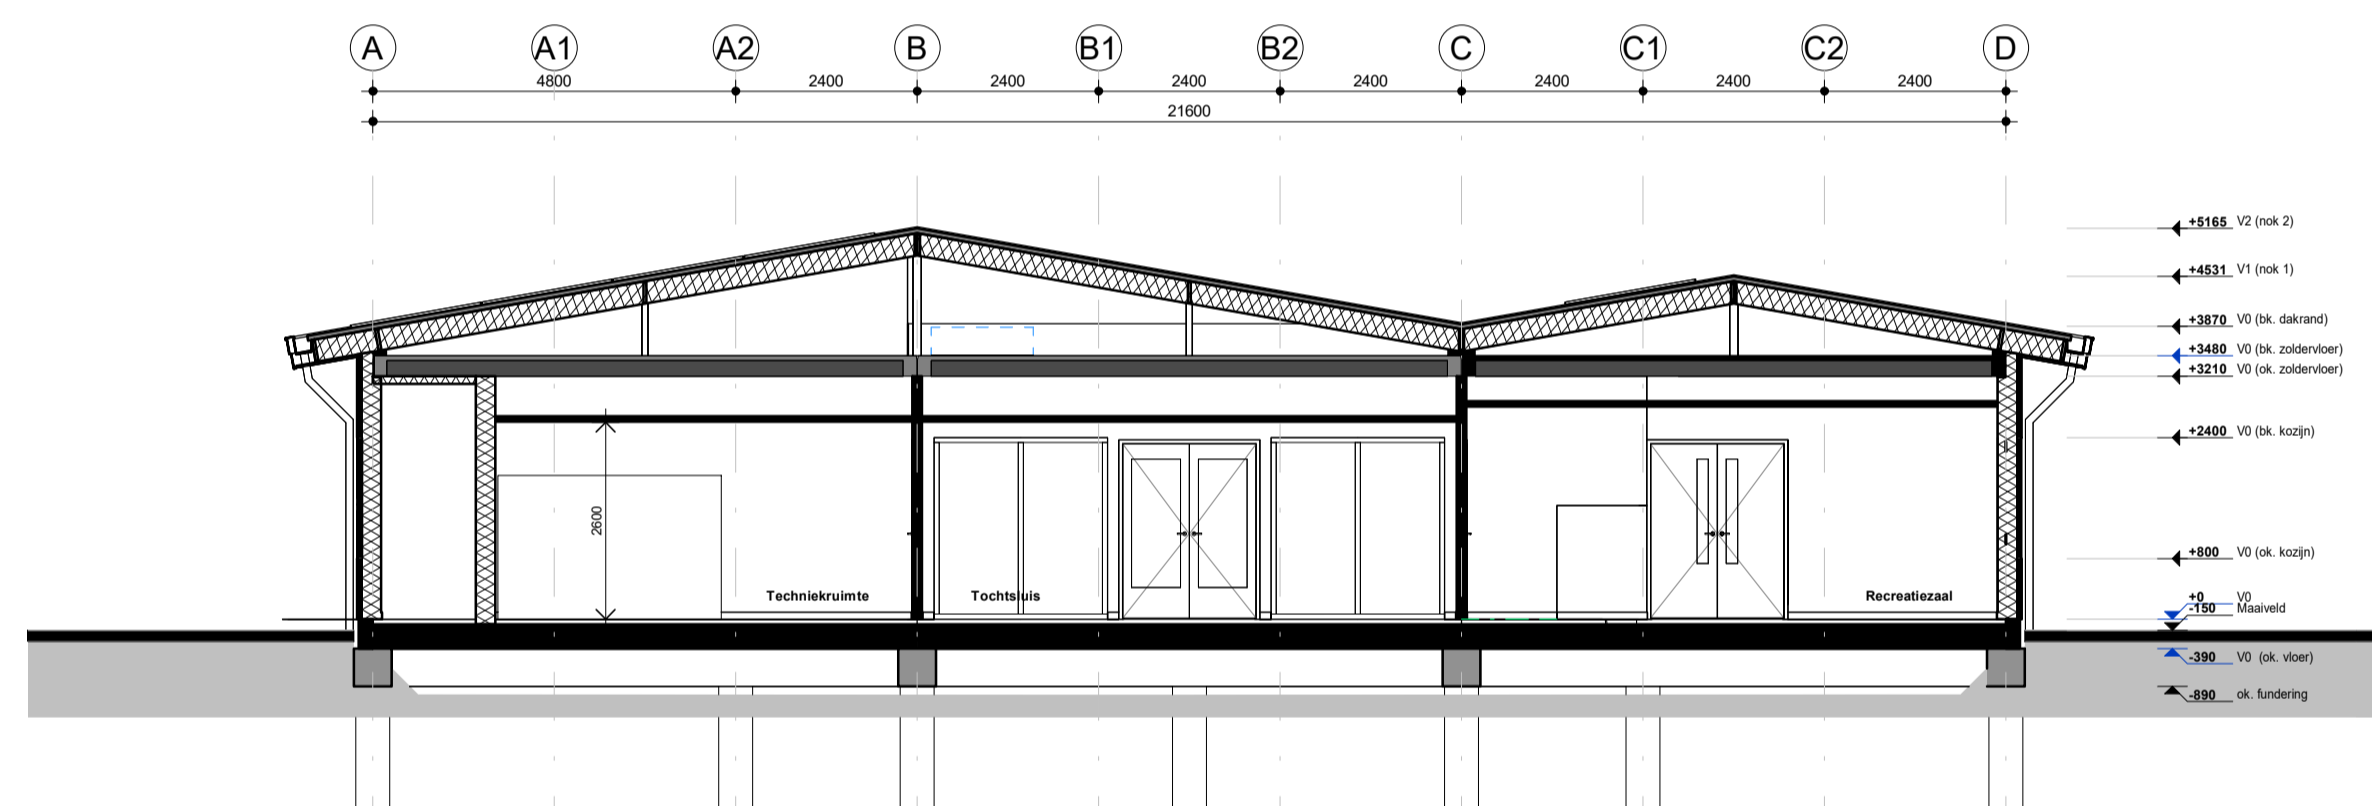 A A1 A2 B B1 B2 C C1 C2 D
4800 2400 2400 2400 2400 2400 2400 2400
21600
+5165 V2 (nok 2)
+4531 V1 (nok 1)
+3870 V0 (bk. dakrand)
+3480 V0 (bk. zoldervloer)
+3210 V0 (ok. zoldervloer)
+2400 V0 (bk. kozijn)
2600
+800 V0 (ok. kozijn)
Techniekruimte Tochtsluis Recreatiezaal
+0 V0
-150 Maaiveld
-390 V0 (ok. vloer)
-890 ok. fundering